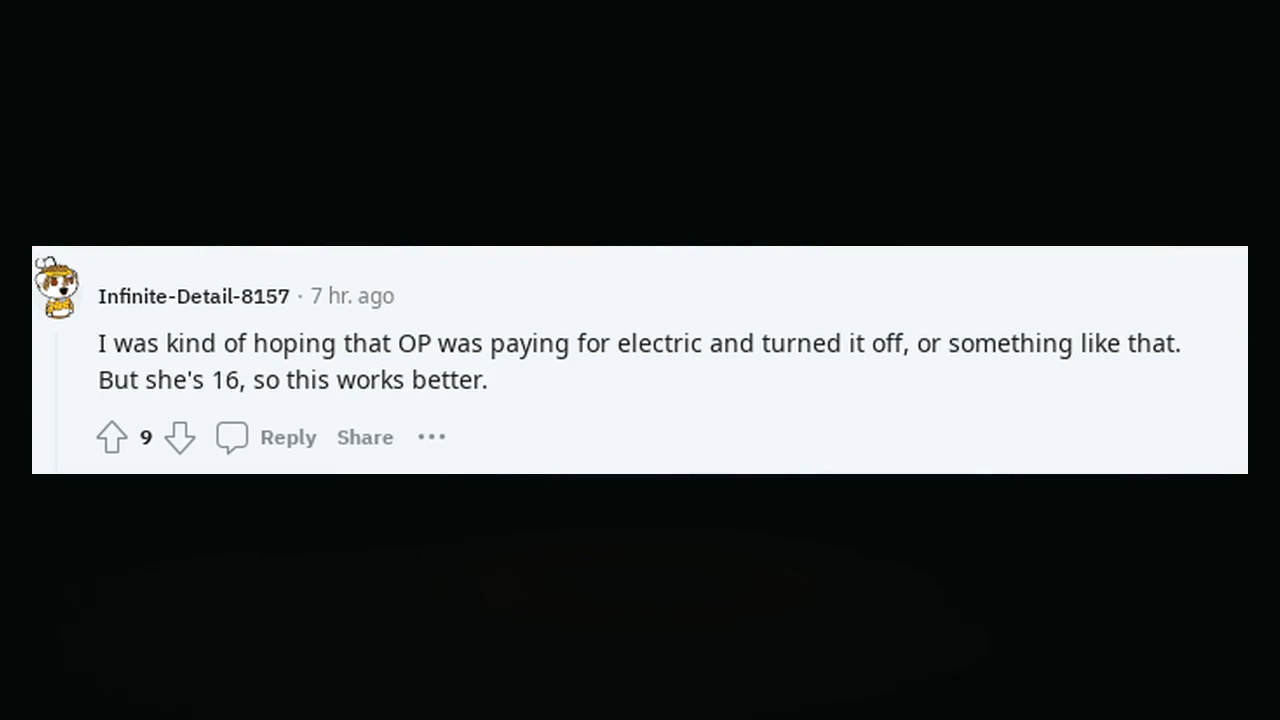 Infinite-Detail-8157 · 7 hr. ago
I was kind of hoping that OP was paying for electric and turned it off, or something like that.
But she's 16, so this works better.
9 Reply Share ···